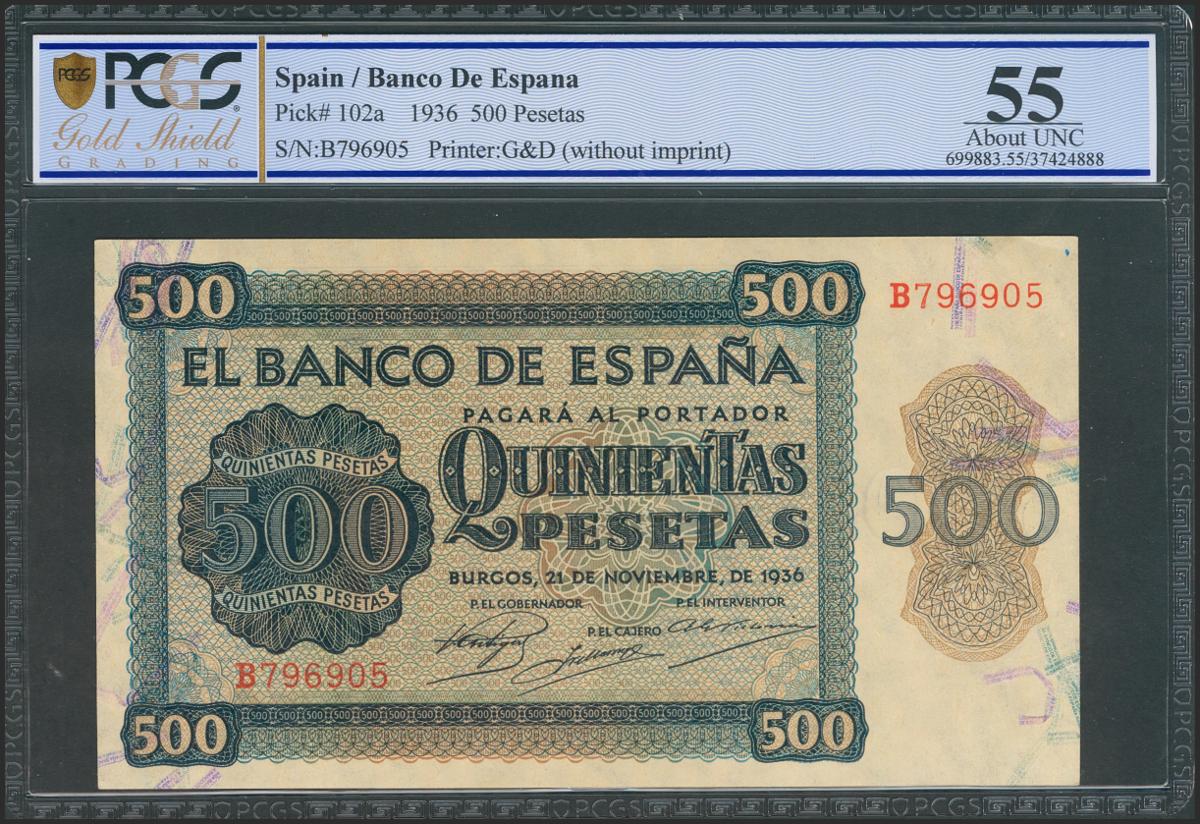 PCGS
PCGS
Gold Shield
GRADING
Spain / Banco De Espana
Pick# 102a 1936 500 Pesetas
S/N:B796905 Printer:G&D (without imprint)
55
About UNC
699883.55/37424888
500
500
B796905
EL BANCO DE ESPAÑA
PAGARÁ AL PORTADOR
QUINIENTAS PESETAS
500
QUINIENTAS PESETAS
QUINIENTAS
PESETAS
500
BURGOS, 21 DE NOVIEMBRE, DE 1936
P. EL GOBERNADOR
P. EL INTERVENTOR
P. EL CAJERO
B796905
500
500